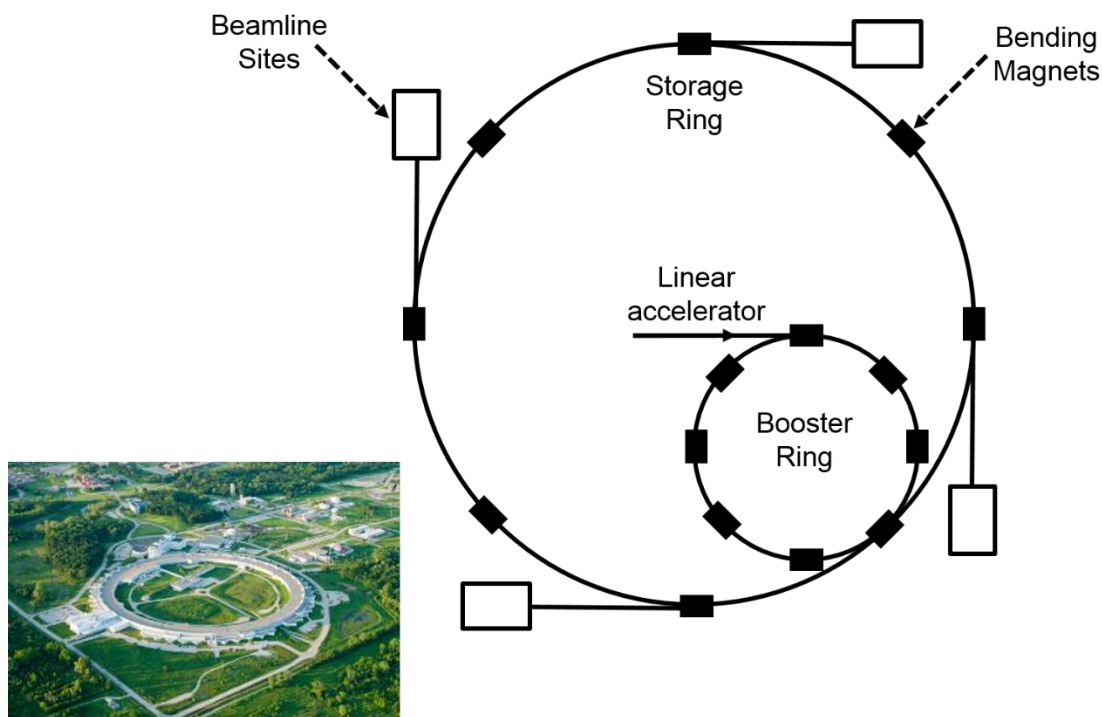 Beamline
Sites
Storage
Ring
Bending
Magnets
Linear
accelerator
Booster
Ring